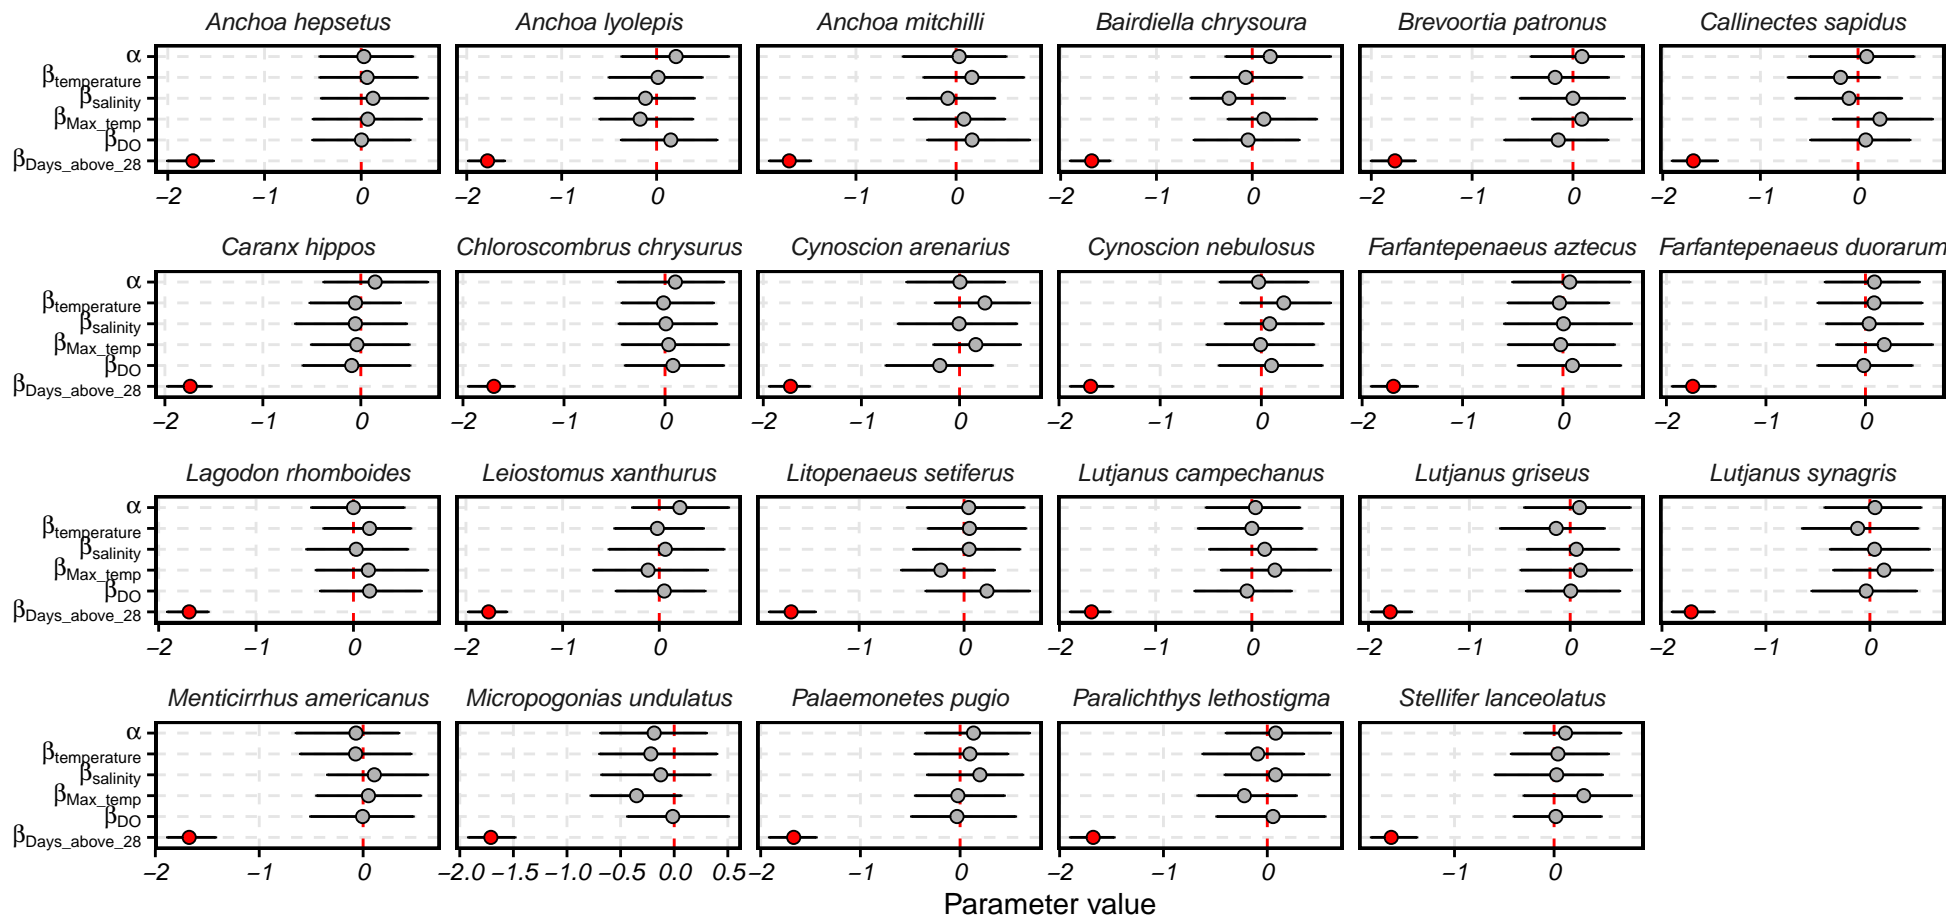 Anchoa hepsetus Anchoa lyolepis Anchoa mitchilli Bairdiella chrysoura Brevoortia patronus Callinectes sapidus
α
βtemperature
βsalinity
βMax_temp
βDO
βDays_above_28
−2 −1 0 −2 −1 0 −1 0 −2 −1 0 −2 −1 0 −2 −1 0
Caranx hippos Chloroscombrus chrysurus Cynoscion arenarius Cynoscion nebulosus Farfantepenaeus aztecus Farfantepenaeus duorarum
α
βtemperature
βsalinity
βMax_temp
βDO
βDays_above_28
−2 −1 0 −2 −1 0 −2 −1 0 −2 −1 0 −2 −1 0 −2 −1 0
Lagodon rhomboides Leiostomus xanthurus Litopenaeus setiferus Lutjanus campechanus Lutjanus griseus Lutjanus synagris
α
βtemperature
βsalinity
βMax_temp
βDO
βDays_above_28
−2 −1 0 −2 −1 0 −1 0 −2 −1 0 −2 −1 0 −2 −1 0
Menticirrhus americanus Micropogonias undulatus Palaemonetes pugio Paralichthys lethostigma Stellifer lanceolatus
α
βtemperature
βsalinity
βMax_temp
βDO
βDays_above_28
−2 −1 0 −2.0 −1.5 −1.0 −0.5 0.0 0.5 −2 −1 0 −2 −1 0 −1 0
Parameter value